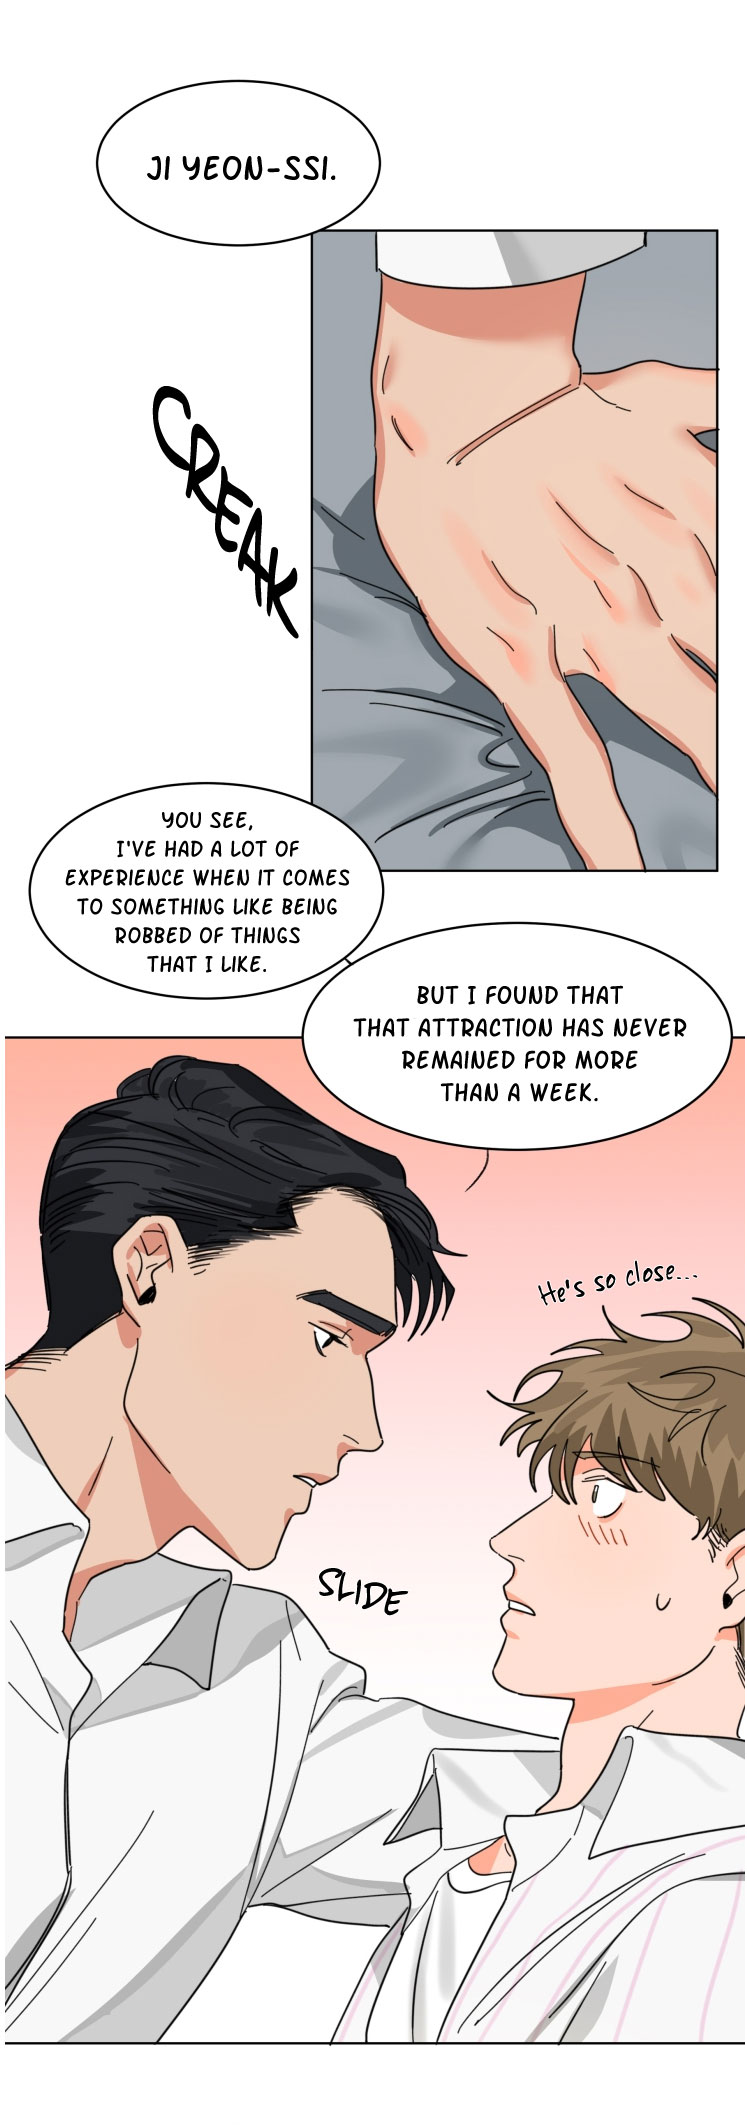 JI YEON-SSI.
CREAK
YOU SEE,
I'VE HAD A LOT OF
EXPERIENCE WHEN IT COMES
TO SOMETHING LIKE BEING
ROBBED OF THINGS
THAT I LIKE.
BUT I FOUND THAT
THAT ATTRACTION HAS NEVER
REMAINED FOR MORE
THAN A WEEK.
He's so close...
SLIDE